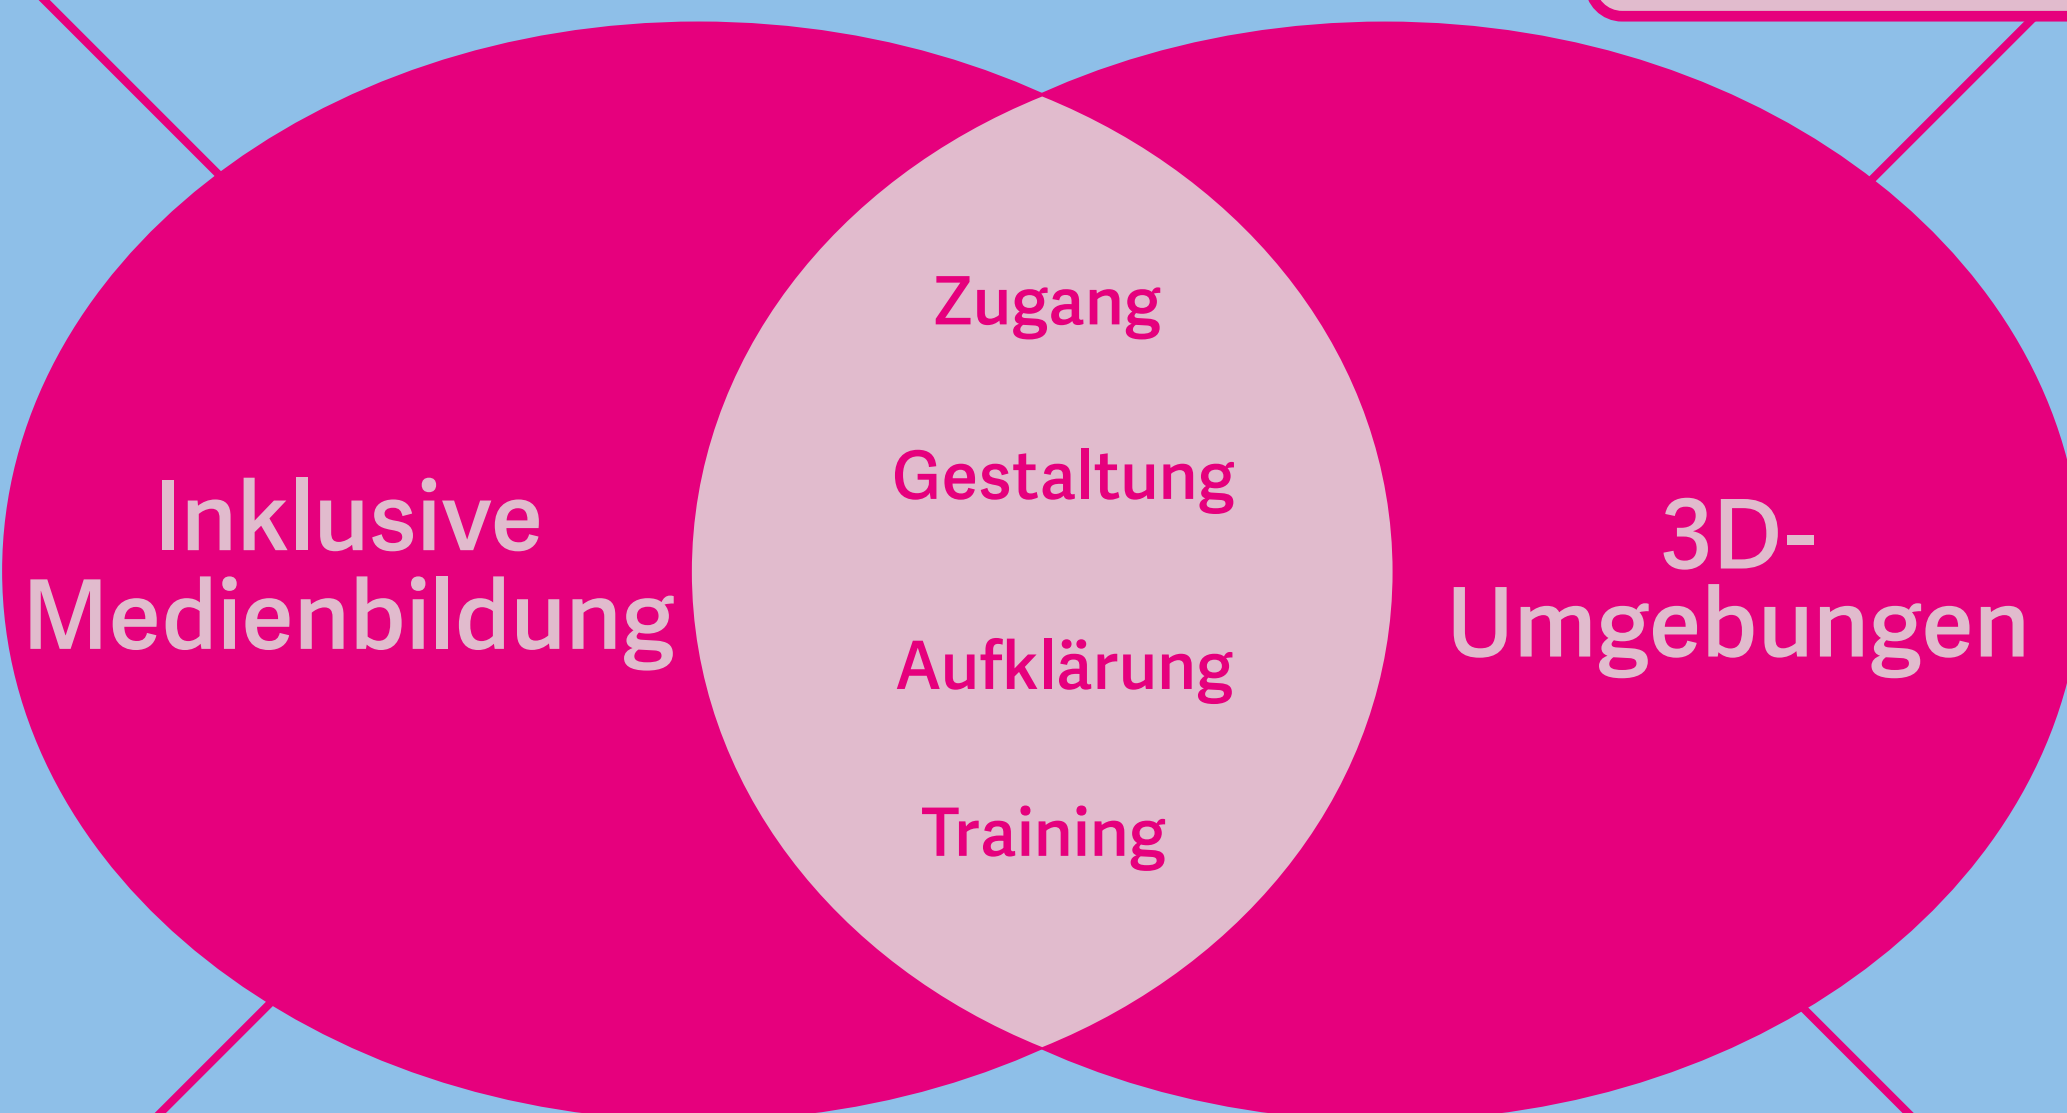 Zugang
Gestaltung
Aufklärung
Training
Inklusive
Medienbildung
3D-
Umgebungen